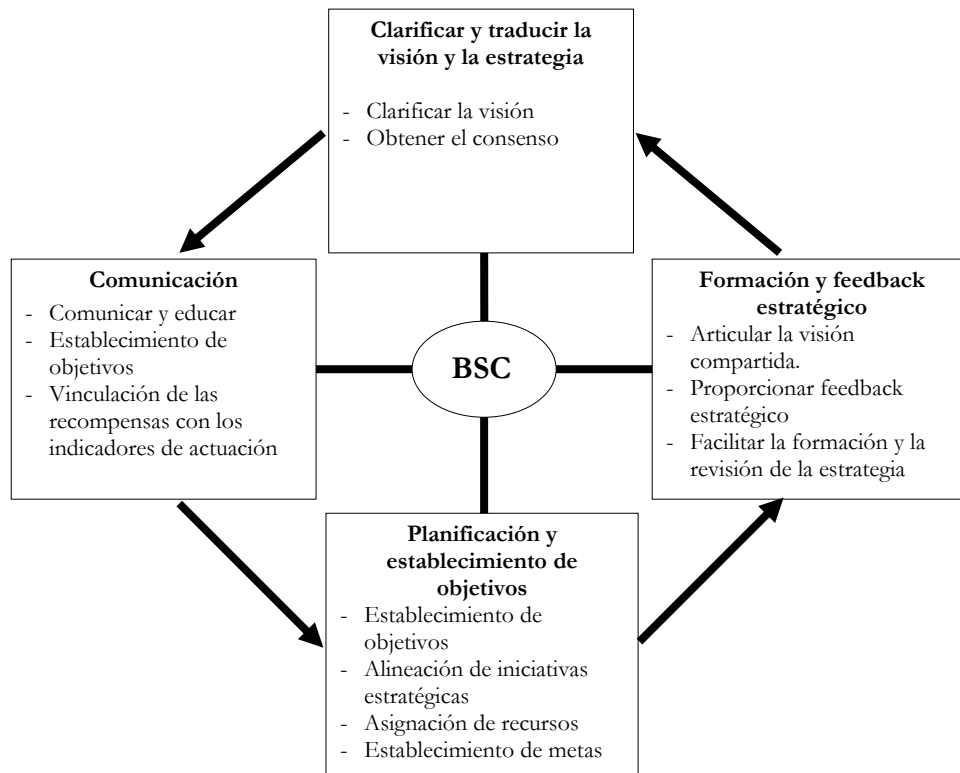 Clarificar y traducir la
visión y la estrategia
- Clarificar la visión
- Obtener el consenso
Comunicación
- Comunicar y educar
- Establecimiento de
objetivos
- Vinculación de las
recompensas con los
indicadores de actuación
BSC
Formación y feedback
estratégico
- Articular la visión
compartida.
- Proporcionar feedback
estratégico
- Facilitar la formación y la
revisión de la estrategia
Planificación y
establecimiento de
objetivos
- Establecimiento de
objetivos
- Alineación de iniciativas
estratégicas
- Asignación de recursos
- Establecimiento de metas